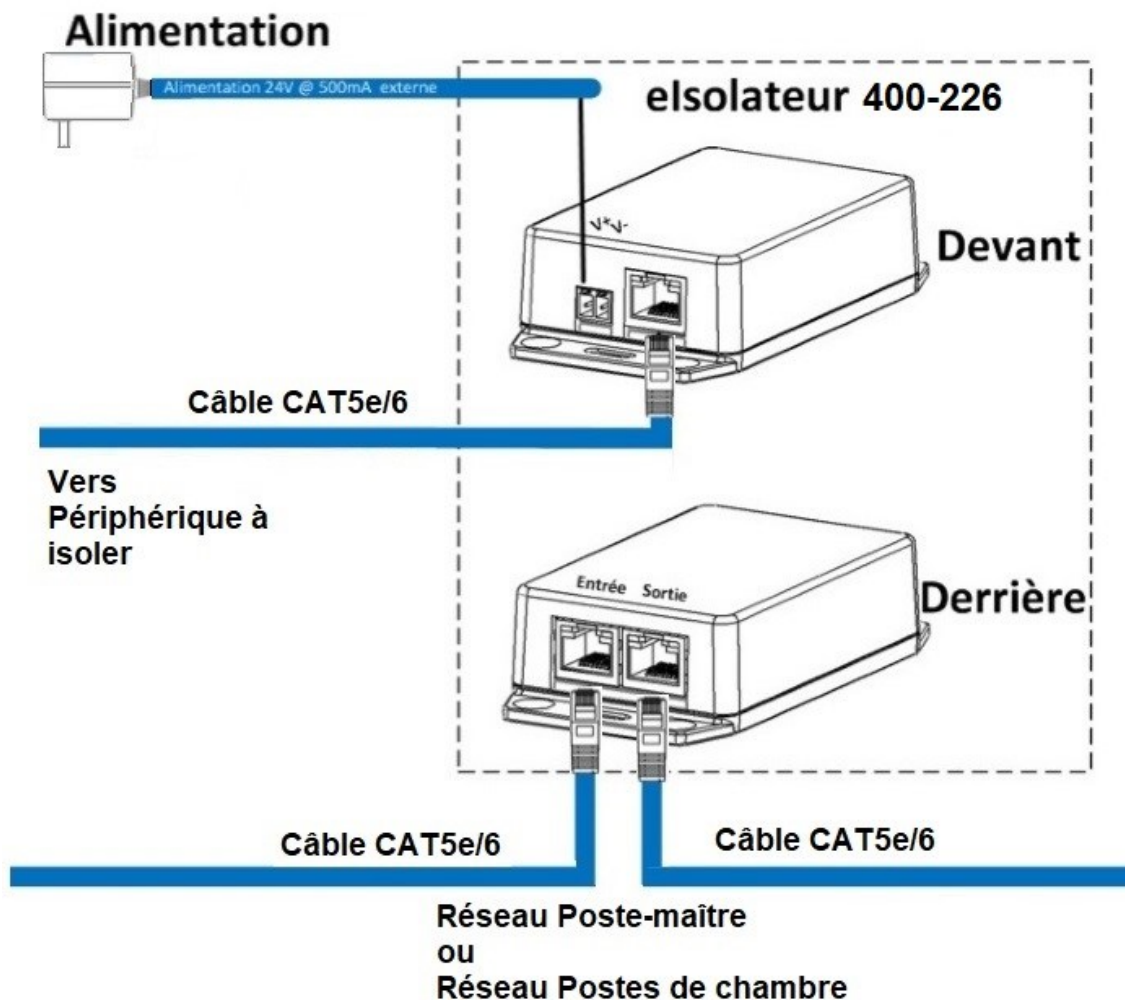 Alimentation
Alimentation 24V @ 500mA externe
eIsolateur 400-226
V+ V-
Devant
Câble CAT5e/6
Vers
Périphérique à
isoler
Entrée Sortie
Derrière
Câble CAT5e/6
Câble CAT5e/6
Réseau Poste-maître
ou
Réseau Postes de chambre